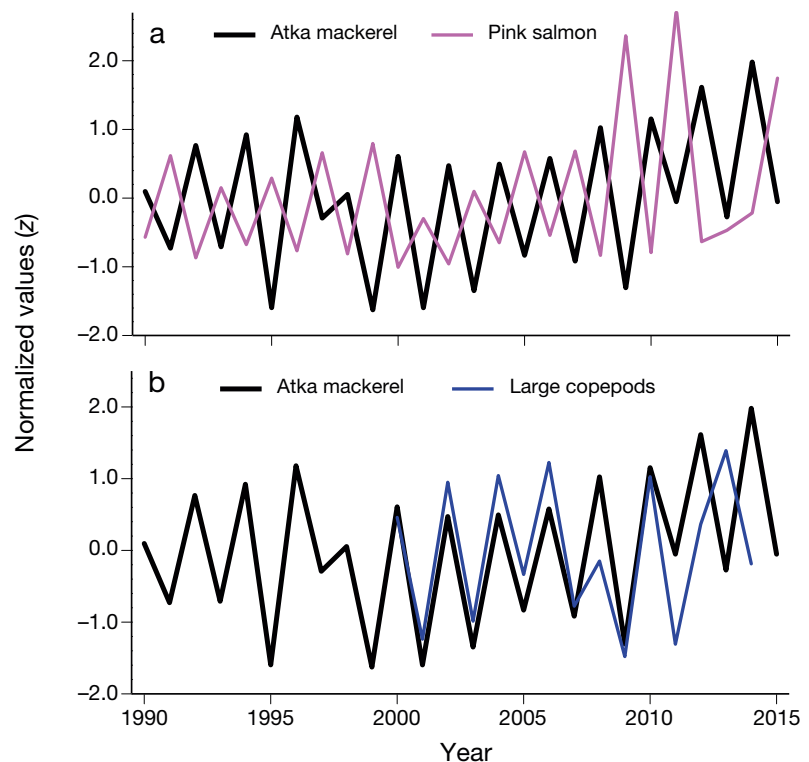 a
Atka mackerel
Pink salmon
2.0
1.0
0.0
−1.0
−2.0
Normalized values (z)
b
Atka mackerel
Large copepods
2.0
1.0
0.0
−1.0
−2.0
1990
1995
2000
2005
2010
2015
Year